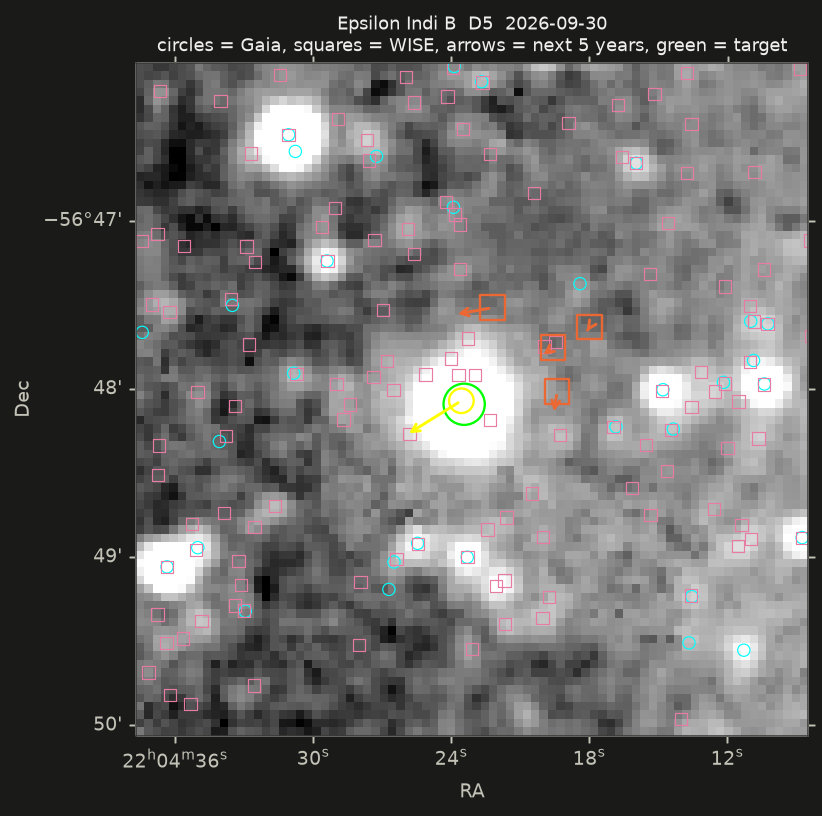 Epsilon Indi B  D5  2026-09-30
circles = Gaia, squares = WISE, arrows = next 5 years, green = target
−56°47'
48'
49'
50'
Dec
22ʰ04ᵐ36ˢ
30ˢ
24ˢ
18ˢ
12ˢ
RA